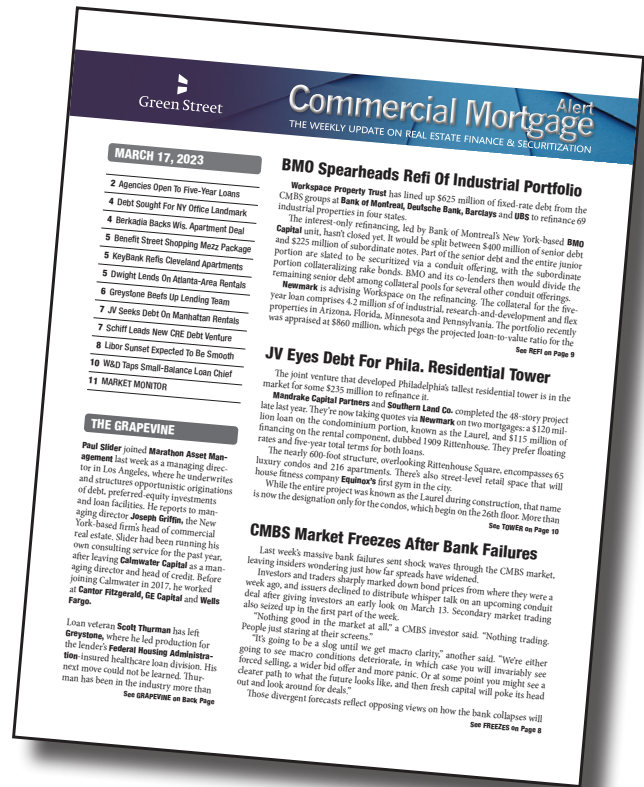 Green Street
Commercial Mortgage
Alert
THE WEEKLY UPDATE ON REAL ESTATE FINANCE & SECURITIZATION
MARCH 17, 2023
2 Agencies Open To Five-Year Loans
4 Debt Sought For NY Office Landmark
4 Berkadia Backs Wis. Apartment Deal
5 Benefit Street Shopping Mezz Package
5 KeyBank Refis Cleveland Apartments
5 Dwight Lends On Atlanta-Area Rentals
6 Greystone Beefs Up Lending Team
7 JV Seeks Debt On Manhattan Rentals
7 Schiff Leads New CRE Debt Venture
8 Libor Sunset Expected To Be Smooth
10 W&D Taps Small-Balance Loan Chief
11 MARKET MONITOR
THE GRAPEVINE
Paul Slider joined Marathon Asset Man-
agement last week as a managing direc-
tor in Los Angeles, where he underwrites
and structures opportunistic originations
of debt, preferred-equity investments
and loan facilities. He reports to man-
aging director Joseph Griffin, the New
York-based firm's head of commercial
real estate. Slider had been running his
own consulting service for the past year,
after leaving Calmwater Capital as a man-
aging director and head of credit. Before
joining Calmwater in 2017, he worked
at Cantor Fitzgerald, GE Capital and Wells
Fargo.
Loan veteran Scott Thurman has left
Greystone, where he led production for
the lender's Federal Housing Administra-
tion-insured healthcare loan division. His
next move could not be learned. Thur-
man has been in the industry more than
See GRAPEVINE on Back Page
BMO Spearheads Refi Of Industrial Portfolio
Workspace Property Trust has lined up $625 million of fixed-rate debt from the
CMBS groups at Bank of Montreal, Deutsche Bank, Barclays and UBS to refinance 69
industrial properties in four states.
The interest-only refinancing, led by Bank of Montreal's New York-based BMO
Capital unit, hasn't closed yet. It would be split between $400 million of senior debt
and $225 million of subordinate notes. Part of the senior debt and the entire junior
portion are slated to be securitized via a conduit offering, with the subordinate
portion collateralizing rake bonds. BMO and its co-lenders then would divide the
remaining senior debt among collateral pools for several other conduit offerings.
Newmark is advising Workspace on the refinancing. The collateral for the five-
year loan comprises 4.2 million sf of industrial, research-and-development and flex
properties in Arizona, Florida, Minnesota and Pennsylvania. The portfolio recently
was appraised at $860 million, which pegs the projected loan-to-value ratio for the
See REFI on Page 9
JV Eyes Debt For Phila. Residential Tower
The joint venture that developed Philadelphia's tallest residential tower is in the
market for some $235 million to refinance it.
Mandrake Capital Partners and Southern Land Co. completed the 48-story project
late last year. They're now taking quotes via Newmark on two mortgages: a $120 mil-
lion loan on the condominium portion, known as the Laurel, and $115 million of
financing on the rental component, dubbed 1909 Rittenhouse. They prefer floating
rates and five-year total terms for both loans.
The nearly 600-foot structure, overlooking Rittenhouse Square, encompasses 65
luxury condos and 216 apartments. There's also street-level retail space that will
house fitness company Equinox's first gym in the city.
While the entire project was known as the Laurel during construction, that name
is now the designation only for the condos, which begin on the 26th floor. More than
See TOWER on Page 10
CMBS Market Freezes After Bank Failures
Last week's massive bank failures sent shock waves through the CMBS market,
leaving insiders wondering just how far spreads have widened.
Investors and traders sharply marked down bond prices from where they were a
week ago, and issuers declined to distribute whisper talk on an upcoming conduit
deal after giving investors an early look on March 13. Secondary market trading
also seized up in the first part of the week.
"Nothing good in the market at all," a CMBS investor said. "Nothing trading.
People just staring at their screens."
"It's going to be a slog until we get macro clarity," another said. "We're either
going to see macro conditions deteriorate, in which case you will invariably see
forced selling, a wider bid offer and more panic. Or at some point you might see a
clearer path to what the future looks like, and then fresh capital will poke its head
out and look around for deals."
Those divergent forecasts reflect opposing views on how the bank collapses will
See FREEZES on Page 8